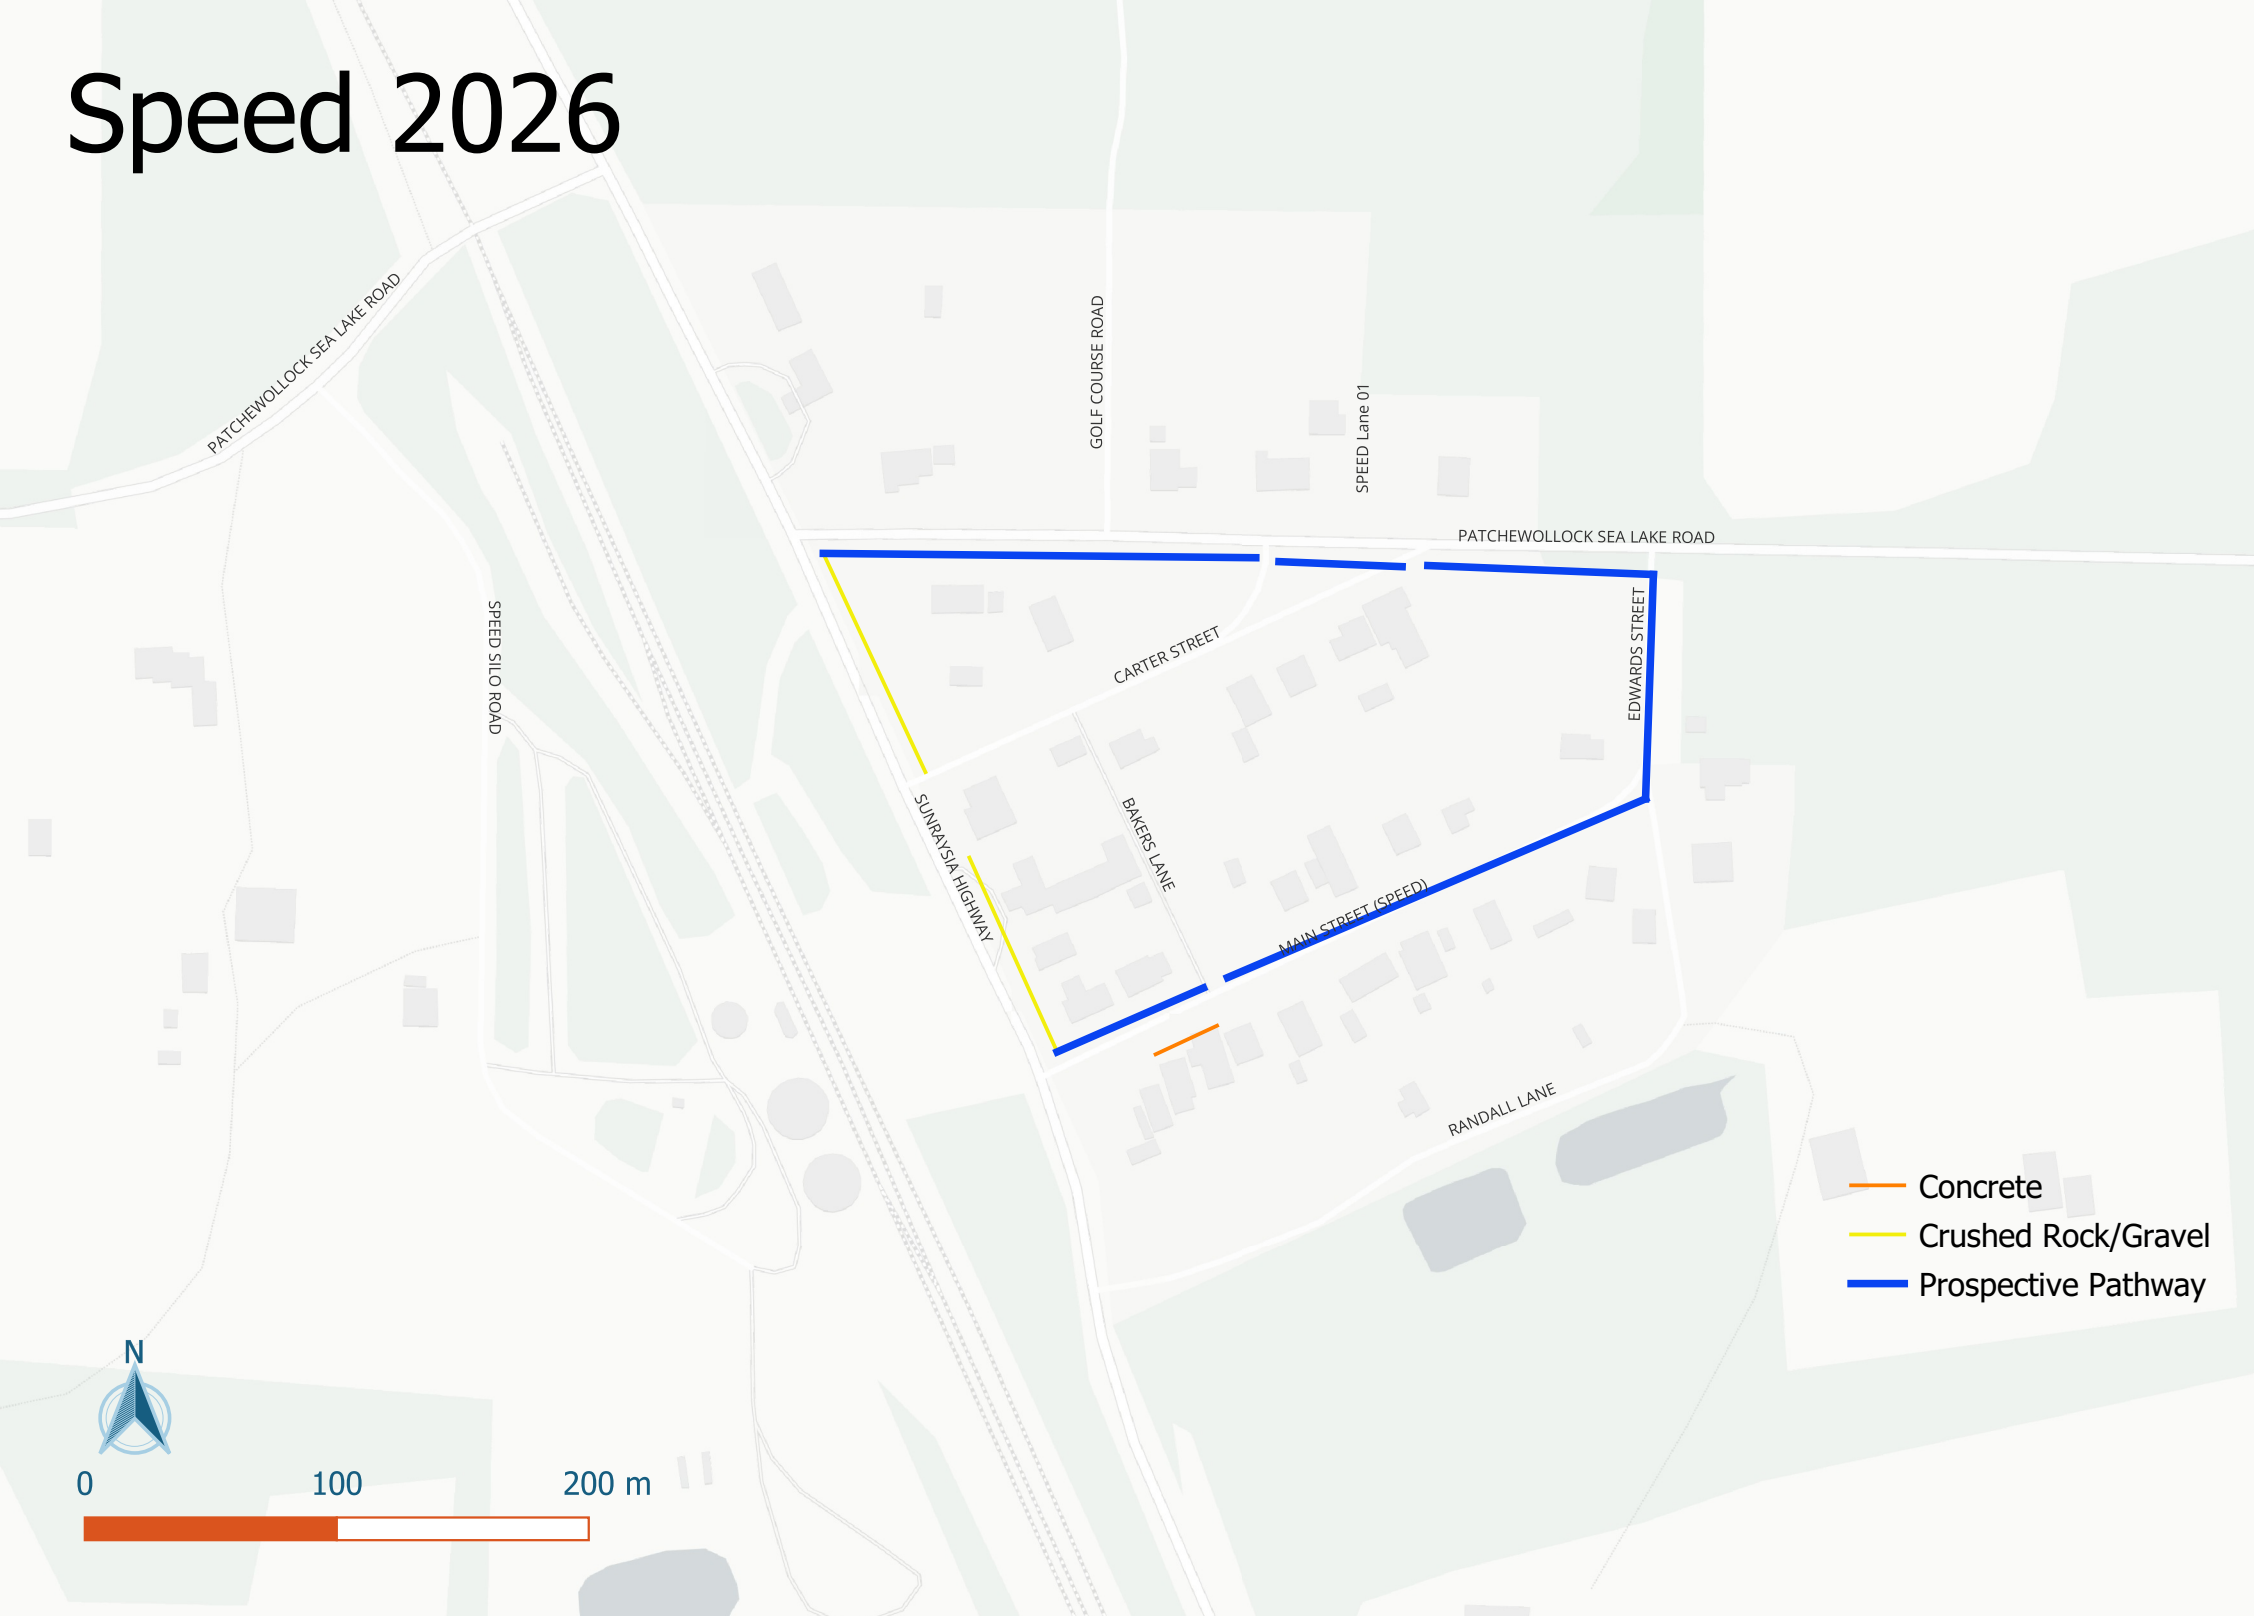 Speed 2026
PATCHEWOLLOCK SEA LAKE ROAD
GOLF COURSE ROAD
SPEED Lane 01
PATCHEWOLLOCK SEA LAKE ROAD
SPEED SILO ROAD
CARTER STREET
EDWARDS STREET
SUNRAYSIA HIGHWAY
BAKERS LANE
MAIN STREET (SPEED)
RANDALL LANE
Concrete
Crushed Rock/Gravel
Prospective Pathway
N
0 100 200 m